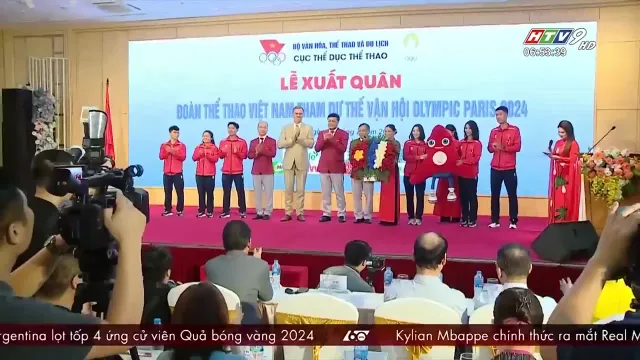 BỘ VĂN HÓA, THỂ THAO VÀ DU LỊCH
CỤC THỂ DỤC THỂ THAO
HTV9 HD
06:53:39
LỄ XUẤT QUÂN
ĐOÀN THỂ THAO VIỆT NAM THAM DỰ THẾ VẬN HỘI OLYMPIC PARIS 2024
rgentina lọt tốp 4 ứng cử viên Quả bóng vàng 2024
60
Kylian Mbappe chính thức ra mắt Real M